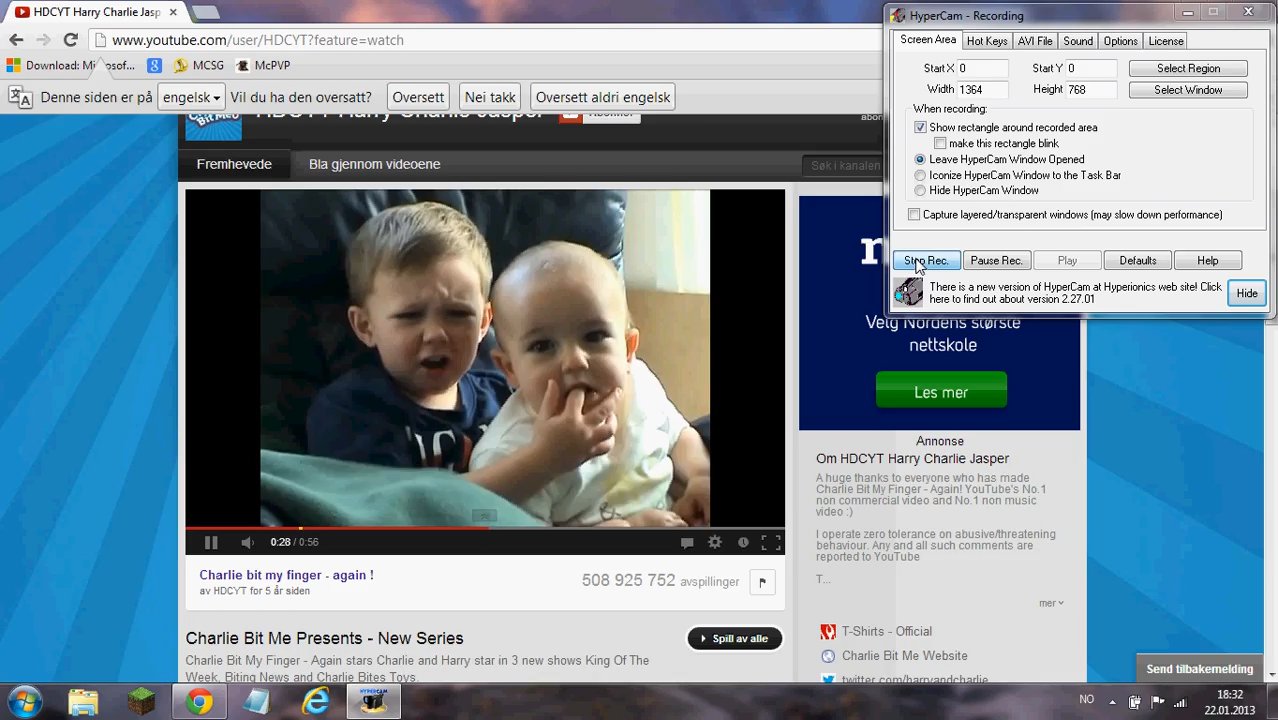 HDCYT Harry Charlie Jasp
www.youtube.com/user/HDCYT?feature=watch
MCSG
McPVP
Denne siden er på
engelsk
Vil du ha den oversatt?
Oversett
Nei takk
Oversett aldri engelsk
HDCYT Harry Charlie Jasper
Fremhevede
Bla gjennom videoene
Søk i kanalen
0:28 / 0:56
Charlie bit my finger - again !
av HDCYT for 5 år siden
508 925 752 avspillinger
Charlie Bit Me Presents - New Series
Spill av alle
Charlie Bit My Finger - Again stars Charlie and Harry star in 3 new shows King Of The
Week, Biting News and Charlie Bites Toys.
HyperCam - Recording
Screen Area
Hot Keys
AVI File
Sound
Options
License
Start X 0
Start Y 0
Select Region
Width 1364
Height 768
Select Window
When recording:
Show rectangle around recorded area
make this rectangle blink
Leave HyperCam Window Opened
Iconize HyperCam Window to the Task Bar
Hide HyperCam Window
Capture layered/transparent windows (may slow down performance)
Stop Rec.
Pause Rec.
Play
Defaults
Help
There is a new version of HyperCam at Hyperionics web site! Click
here to find out about version 2.27.01
Hide
Velg Nordens største
nettskole
Les mer
Annonse
Om HDCYT Harry Charlie Jasper
A huge thanks to everyone who has made
Charlie Bit My Finger - Again! YouTube's No.1
non commercial video and No.1 non music
video :)
I operate zero tolerance on abusive/threatening
behaviour. Any and all such comments are
reported to YouTube
T...
mer
T-Shirts - Official
Charlie Bit Me Website
twitter.com/harryandcharlie
Send tilbakemelding
NO
18:32
22.01.2013